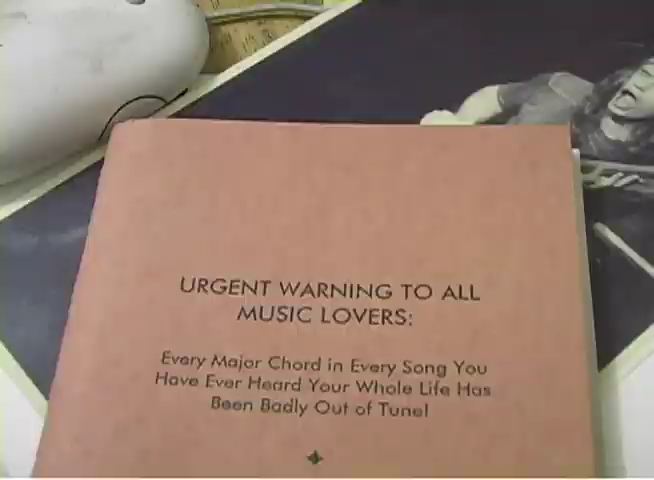 URGENT WARNING TO ALL
MUSIC LOVERS:
Every Major Chord in Every Song You
Have Ever Heard Your Whole Life Has
Been Badly Out of Tune!